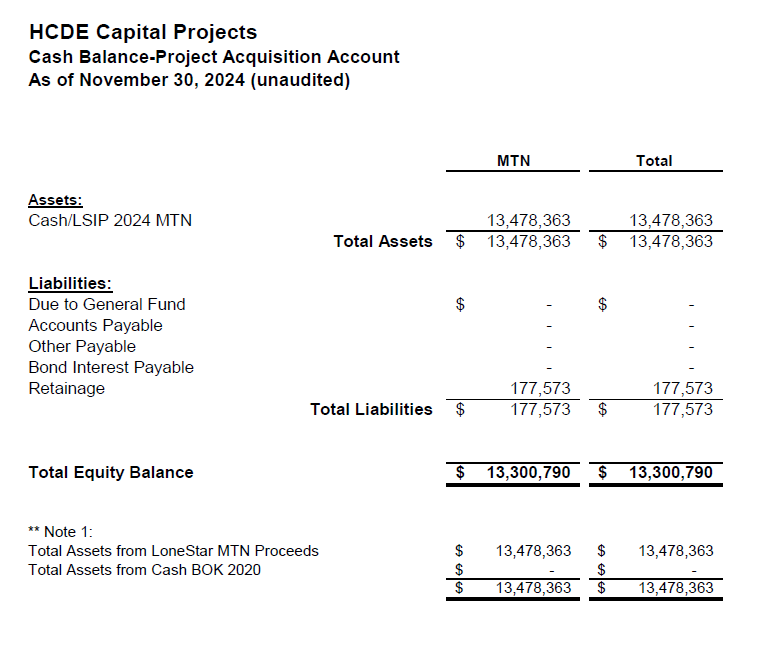 HCDE Capital Projects
Cash Balance-Project Acquisition Account
As of November 30, 2024 (unaudited)
MTN Total
Assets:
Cash/LSIP 2024 MTN 13,478,363 13,478,363
Total Assets $ 13,478,363 $ 13,478,363
Liabilities:
Due to General Fund $ - $ -
Accounts Payable - -
Other Payable - -
Bond Interest Payable - -
Retainage 177,573 177,573
Total Liabilities $ 177,573 $ 177,573
Total Equity Balance $ 13,300,790 $ 13,300,790
** Note 1:
Total Assets from LoneStar MTN Proceeds $ 13,478,363 $ 13,478,363
Total Assets from Cash BOK 2020 $ - $ -
$ 13,478,363 $ 13,478,363